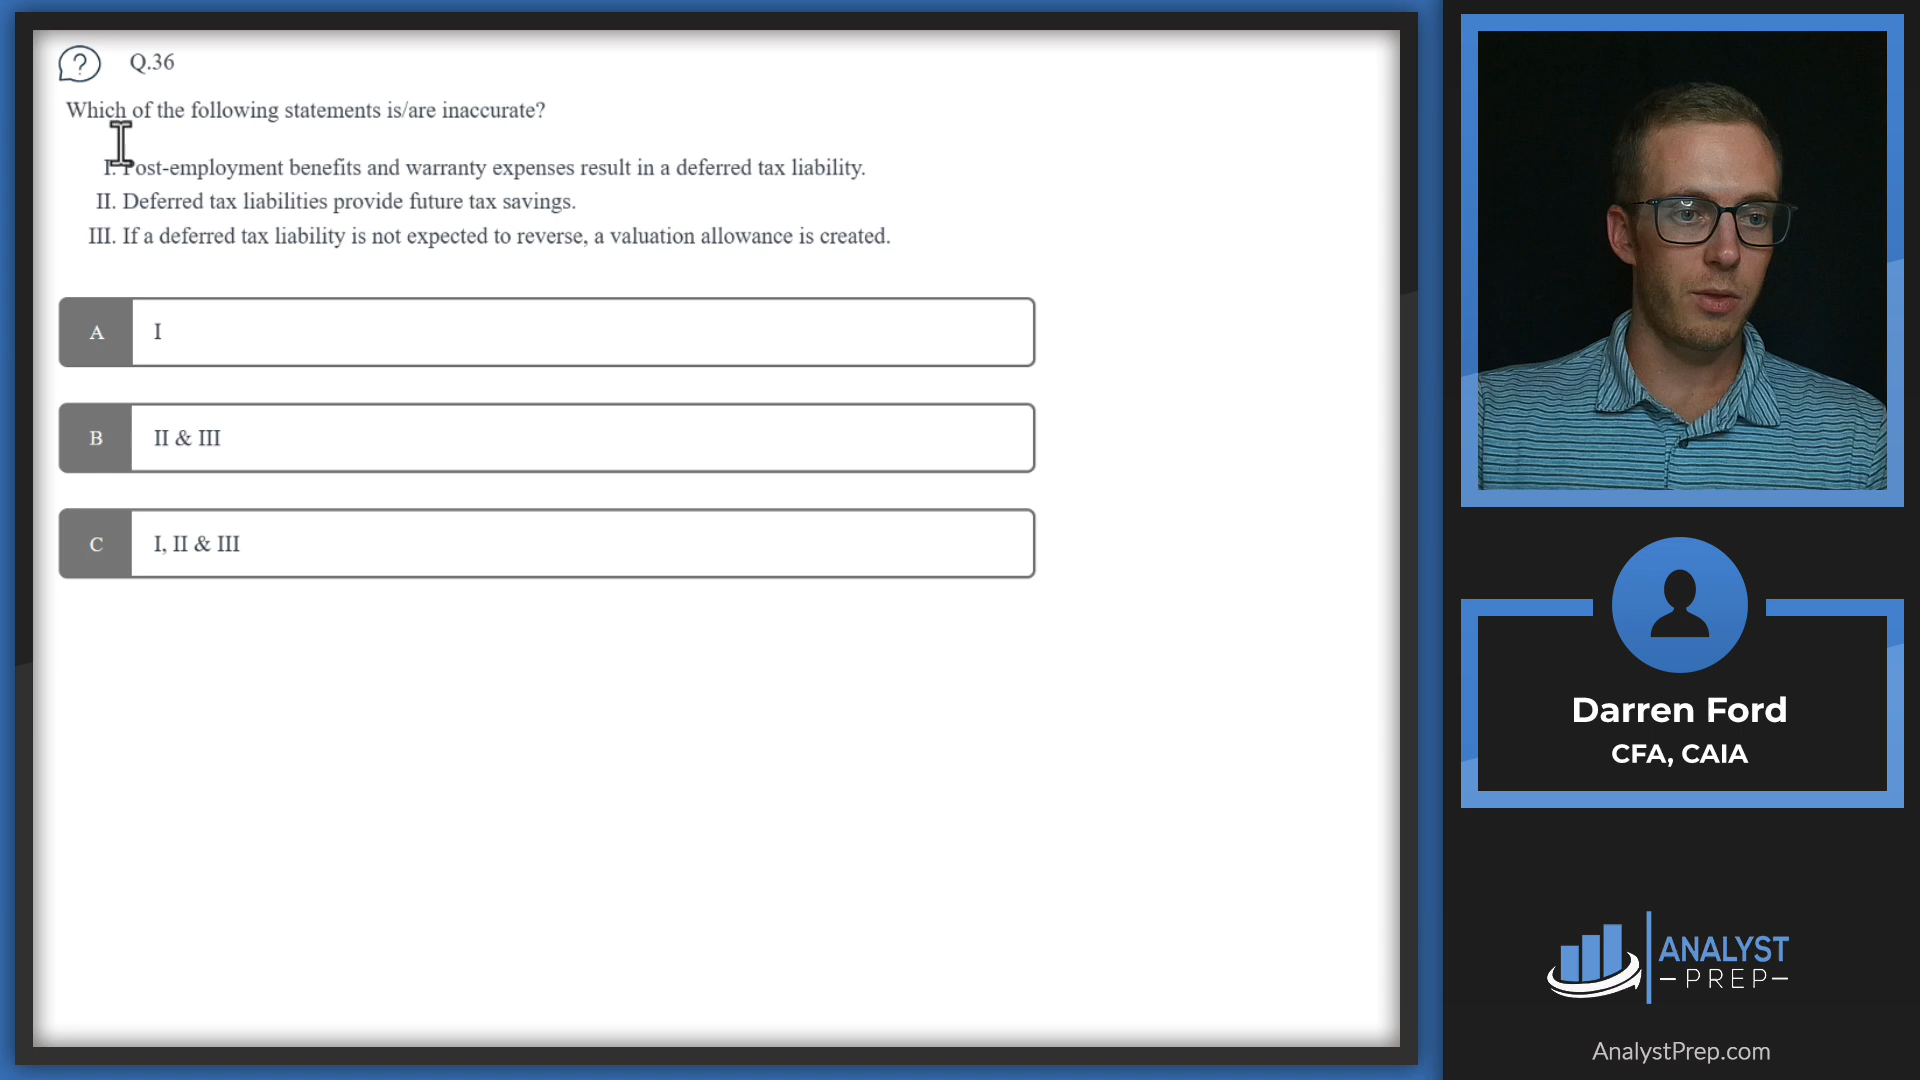 ?
Q.36
Which of the following statements is/are inaccurate?
I. Post-employment benefits and warranty expenses result in a deferred tax liability.
II. Deferred tax liabilities provide future tax savings.
III. If a deferred tax liability is not expected to reverse, a valuation allowance is created.
A
I
B
II & III
C
I, II & III
Darren Ford
CFA, CAIA
ANALYST
PREP
AnalystPrep.com